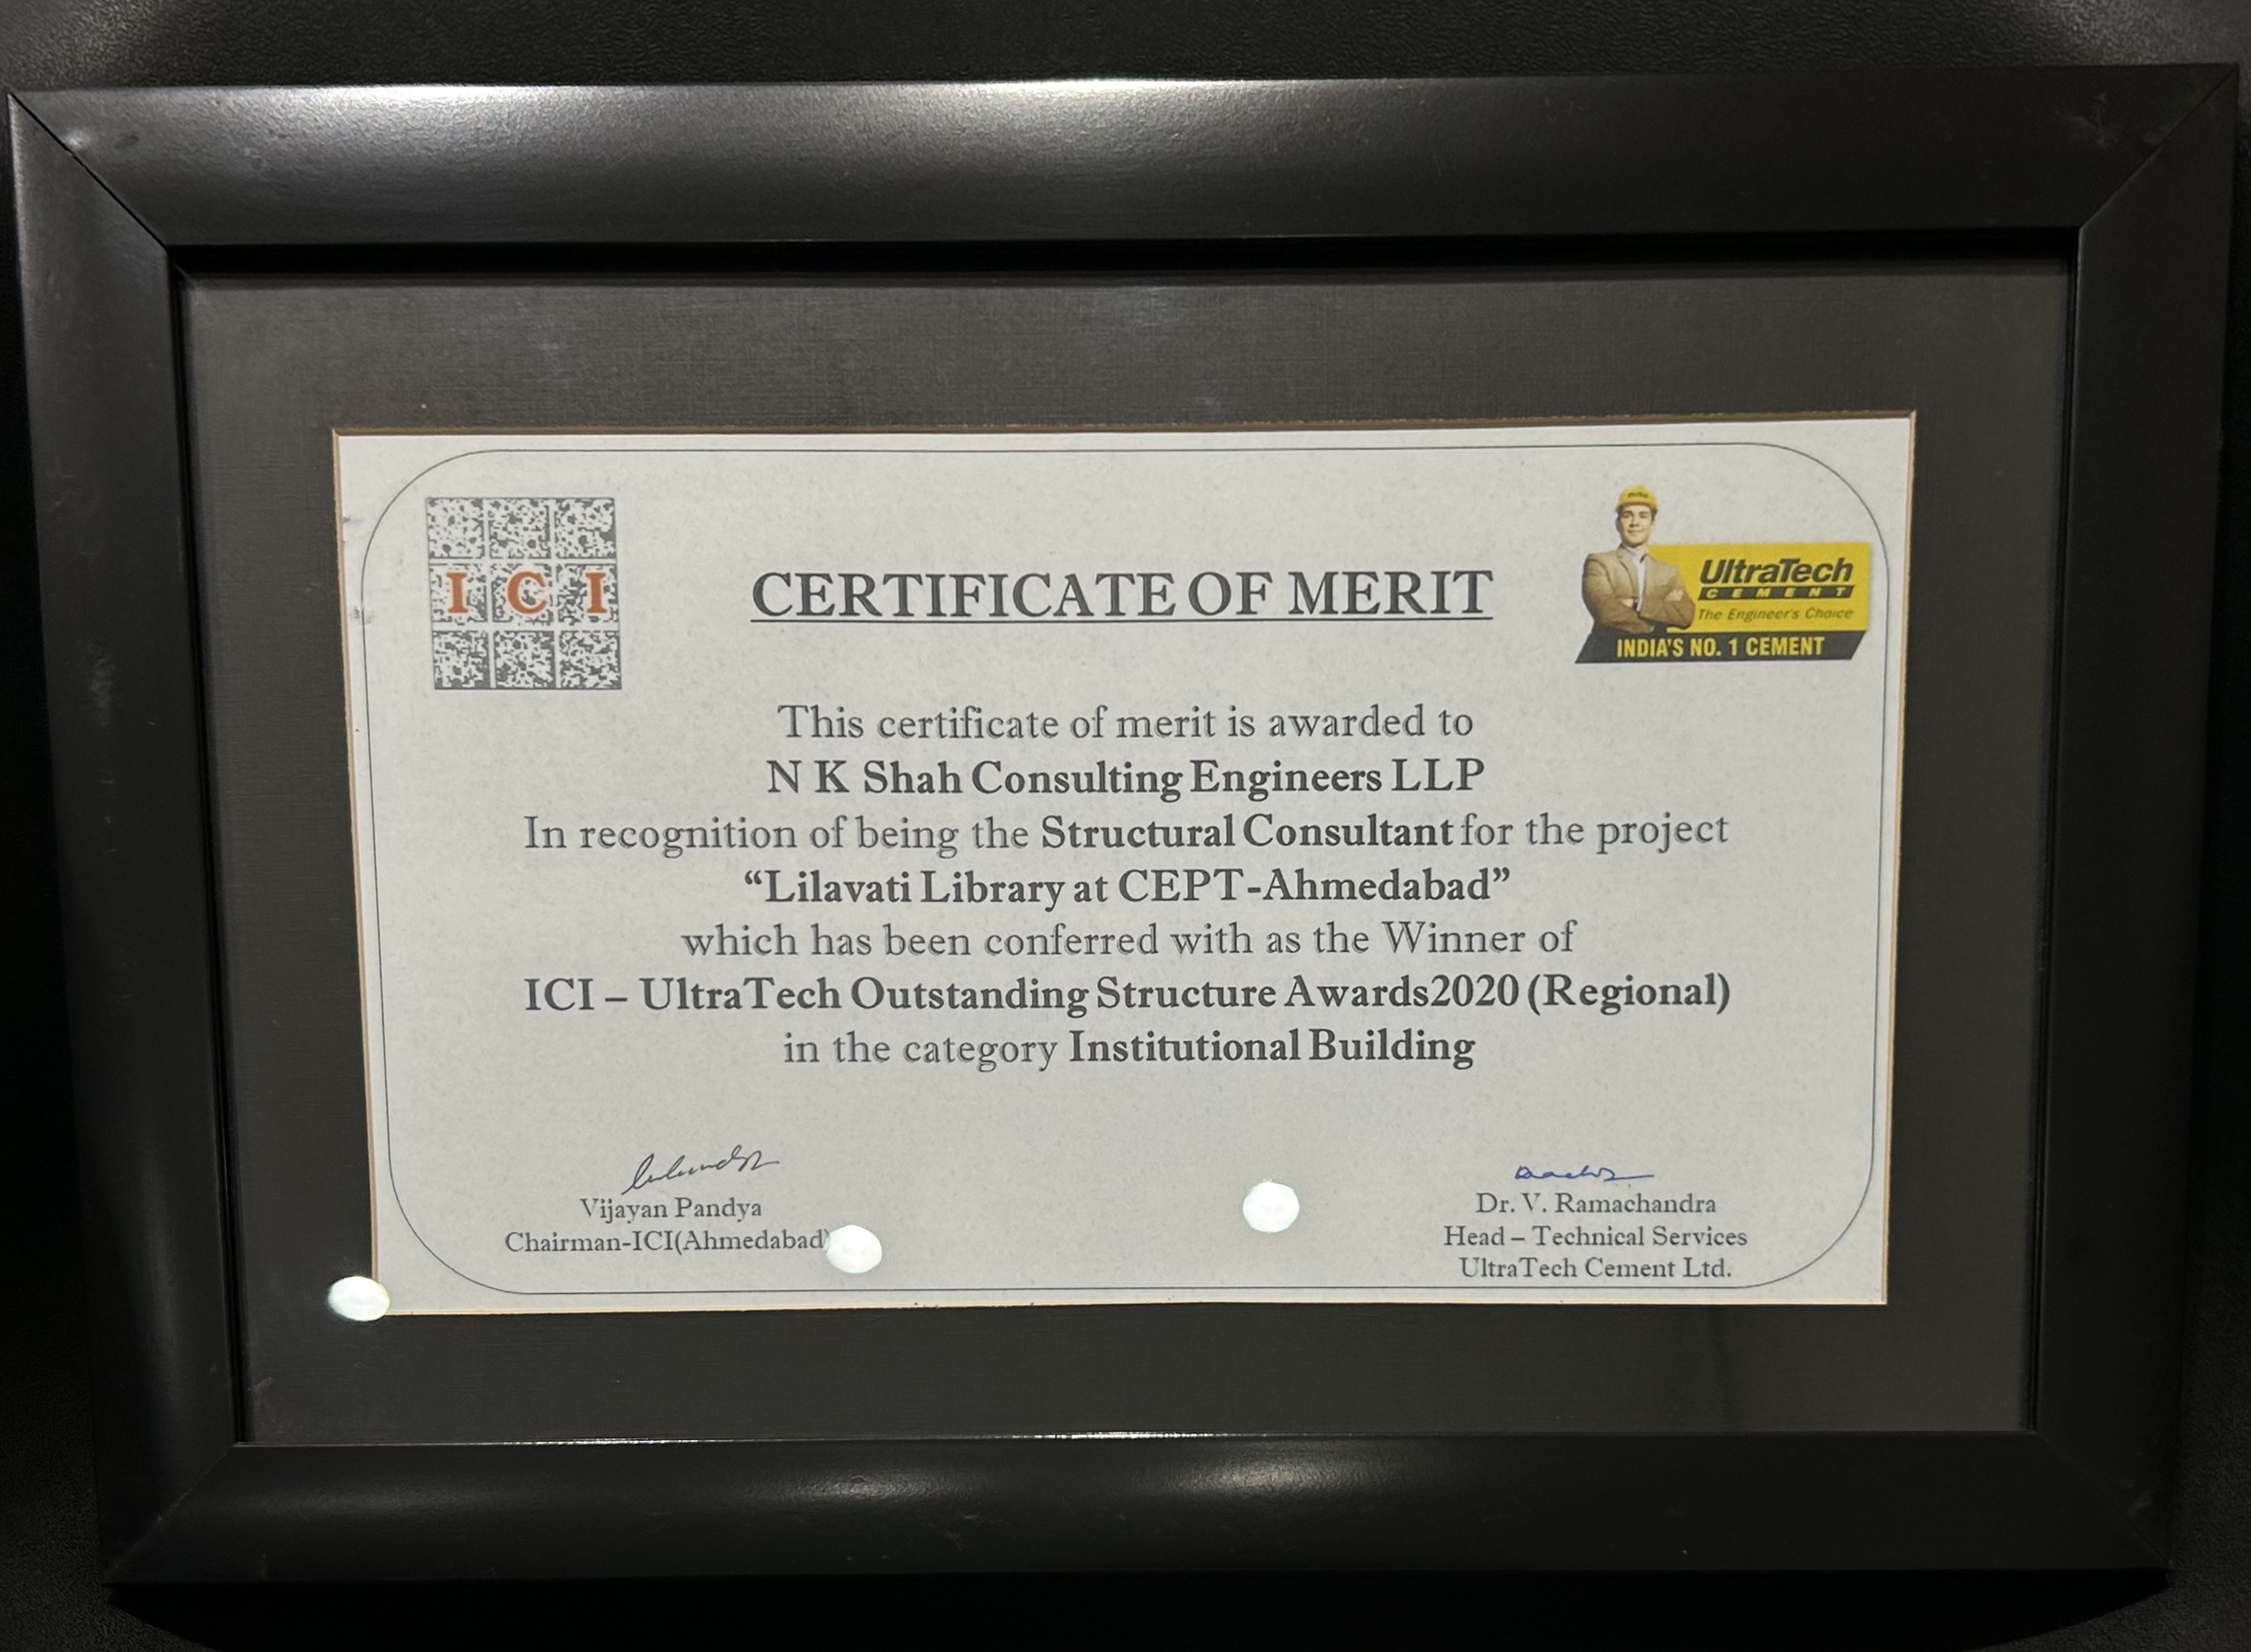 I C I
CERTIFICATE OF MERIT
UltraTech
CEMENT
The Engineer's Choice
INDIA'S NO. 1 CEMENT
This certificate of merit is awarded to
N K Shah Consulting Engineers LLP
In recognition of being the Structural Consultant for the project
“Lilavati Library at CEPT-Ahmedabad”
which has been conferred with as the Winner of
ICI – UltraTech Outstanding Structure Awards2020 (Regional)
in the category Institutional Building
Vijayan Pandya
Chairman-ICI(Ahmedabad)
Dr. V. Ramachandra
Head – Technical Services
UltraTech Cement Ltd.